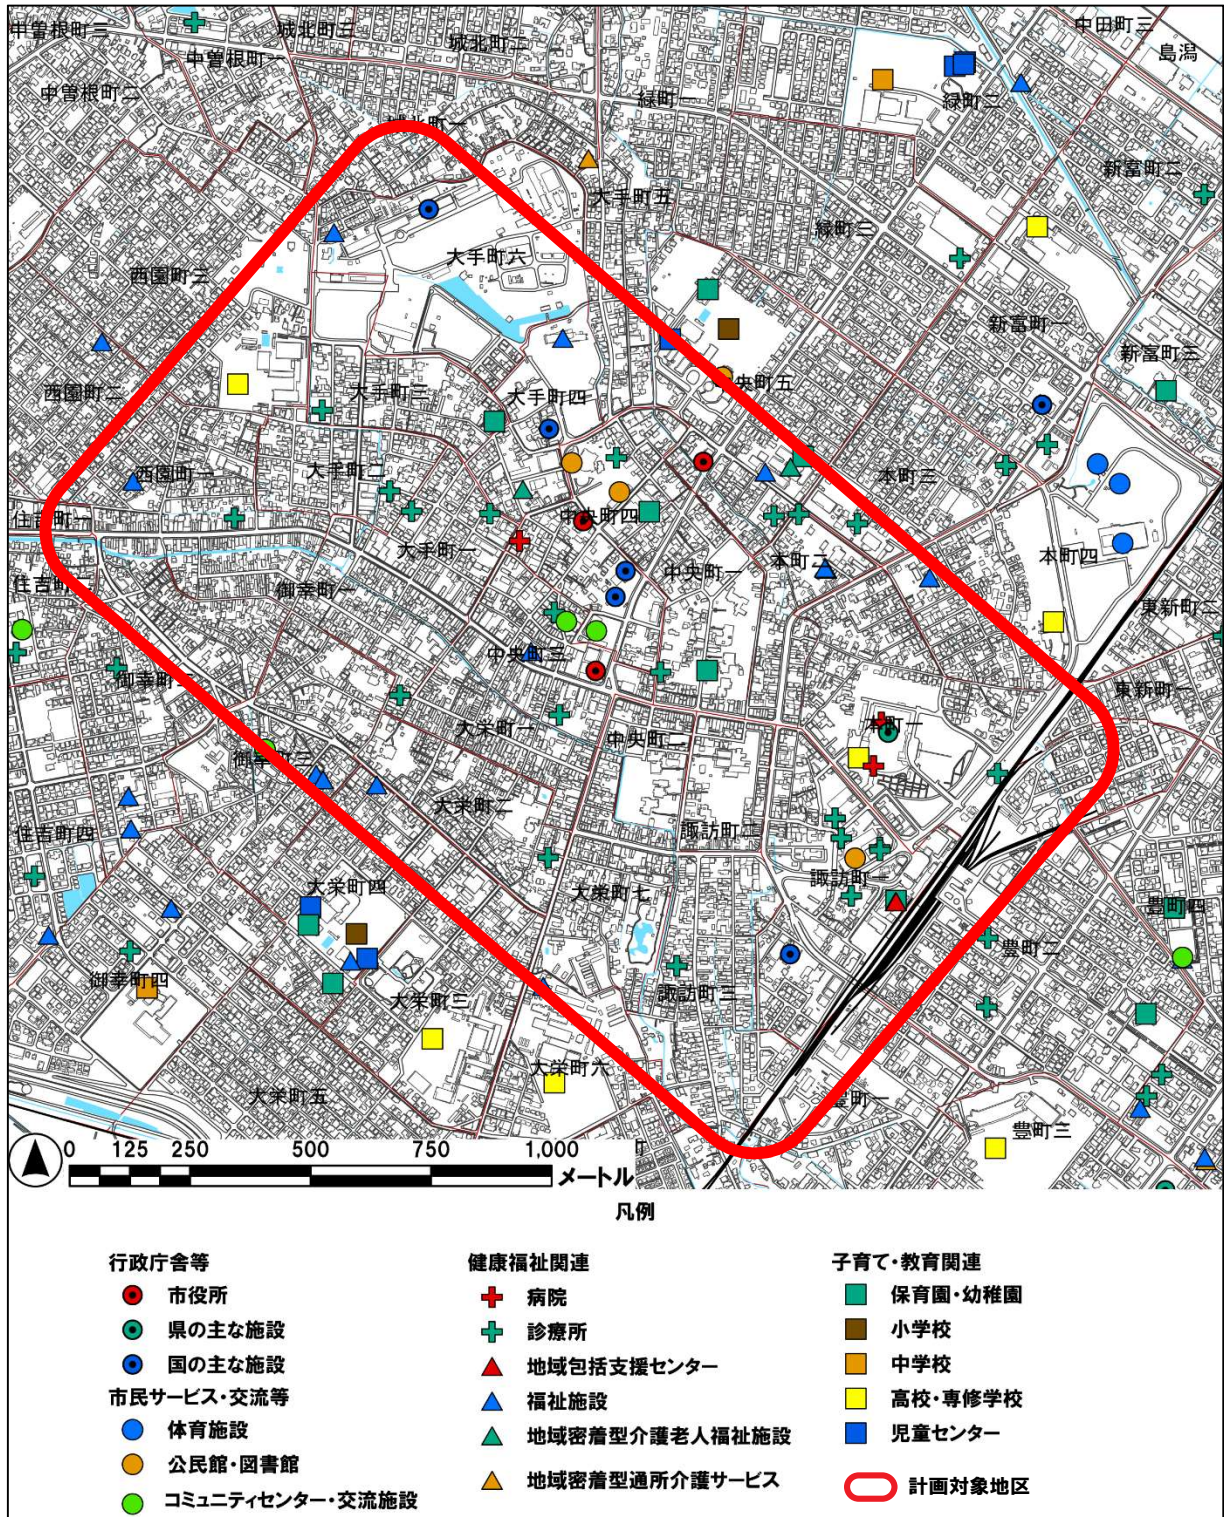 中曽根町三
城北町三
城北町二
中田町三
中曽根町一
島潟
中曽根町二
緑町一
緑町二
城北町一
新富町二
大手町五
緑町三
大手町六
西園町三
新富町一
新富町三
西園町二
大手町三
大手町四
中央町五
西園町一
大手町二
本町三
住吉町一
中央町四
大手町一
本町四
住吉町二
御幸町一
中央町一
本町二
東新町二
中央町三
御幸町二
東新町一
大栄町一
中央町二
本町一
御幸町三
大栄町二
住吉町四
諏訪町二
大栄町四
大栄町七
諏訪町一
豊町四
豊町二
御幸町四
大栄町三
諏訪町三
大栄町六
大栄町五
豊町一
豊町三
0 125 250 500 750 1,000
メートル
凡例
行政庁舎等
市役所
県の主な施設
国の主な施設
市民サービス・交流等
体育施設
公民館・図書館
コミュニティセンター・交流施設
健康福祉関連
病院
診療所
地域包括支援センター
福祉施設
地域密着型介護老人福祉施設
地域密着型通所介護サービス
子育て・教育関連
保育園・幼稚園
小学校
中学校
高校・専修学校
児童センター
計画対象地区